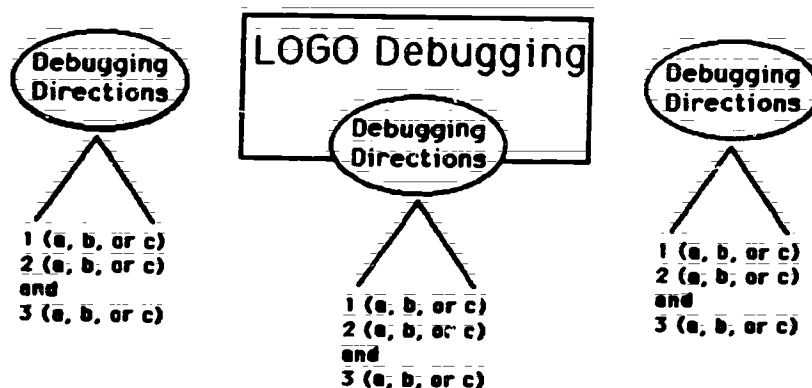 Debugging
Directions
1 (a, b, or c)
2 (a, b, or c)
and
3 (a, b, or c)
LOGO Debugging
Debugging
Directions
1 (a, b, or c)
2 (a, b, or c)
and
3 (a, b, or c)
Debugging
Directions
1 (a, b, or c)
2 (a, b, or c)
and
3 (a, b, or c)